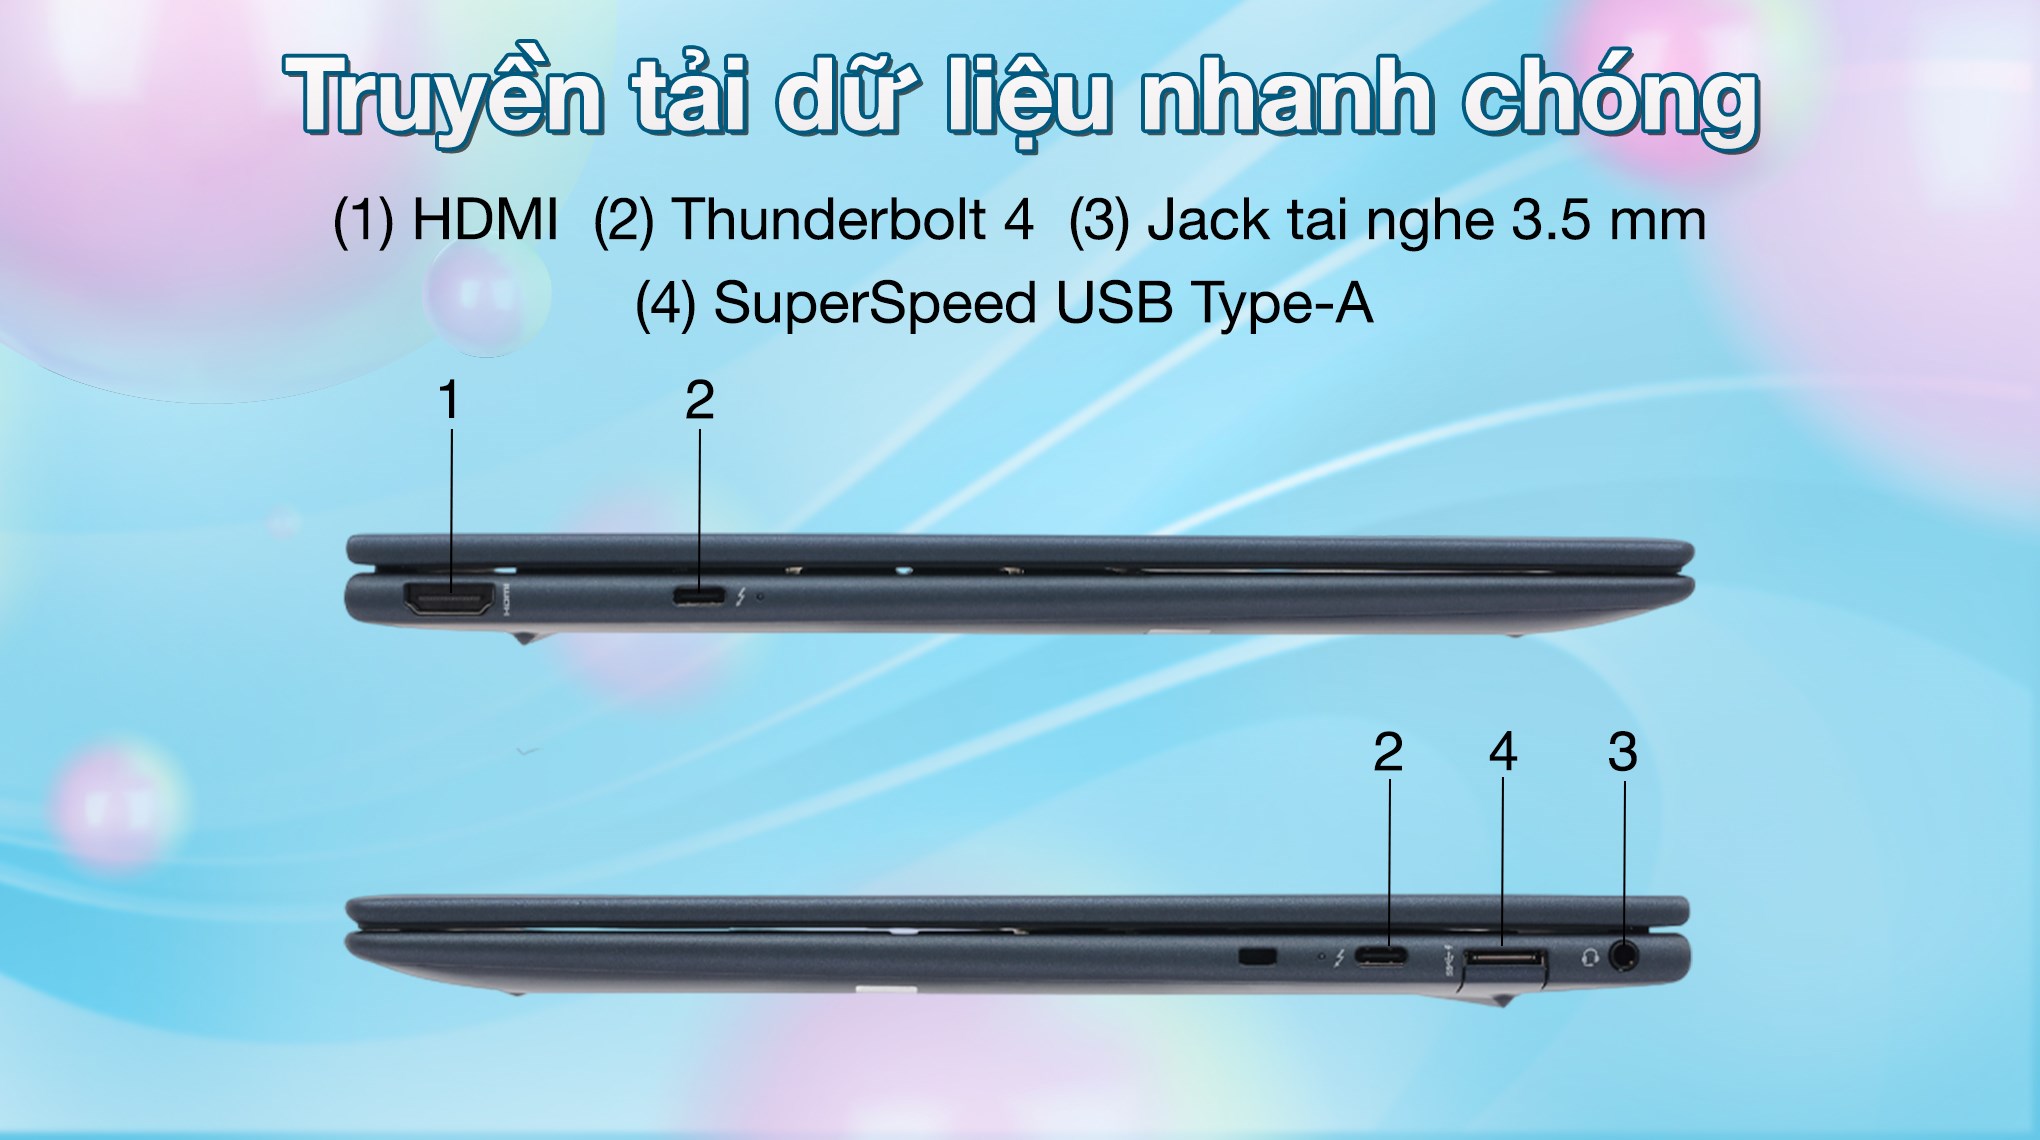 Truyền tải dữ liệu nhanh chóng
(1) HDMI (2) Thunderbolt 4 (3) Jack tai nghe 3.5 mm
(4) SuperSpeed USB Type-A
1 2
HDMI
2 4 3